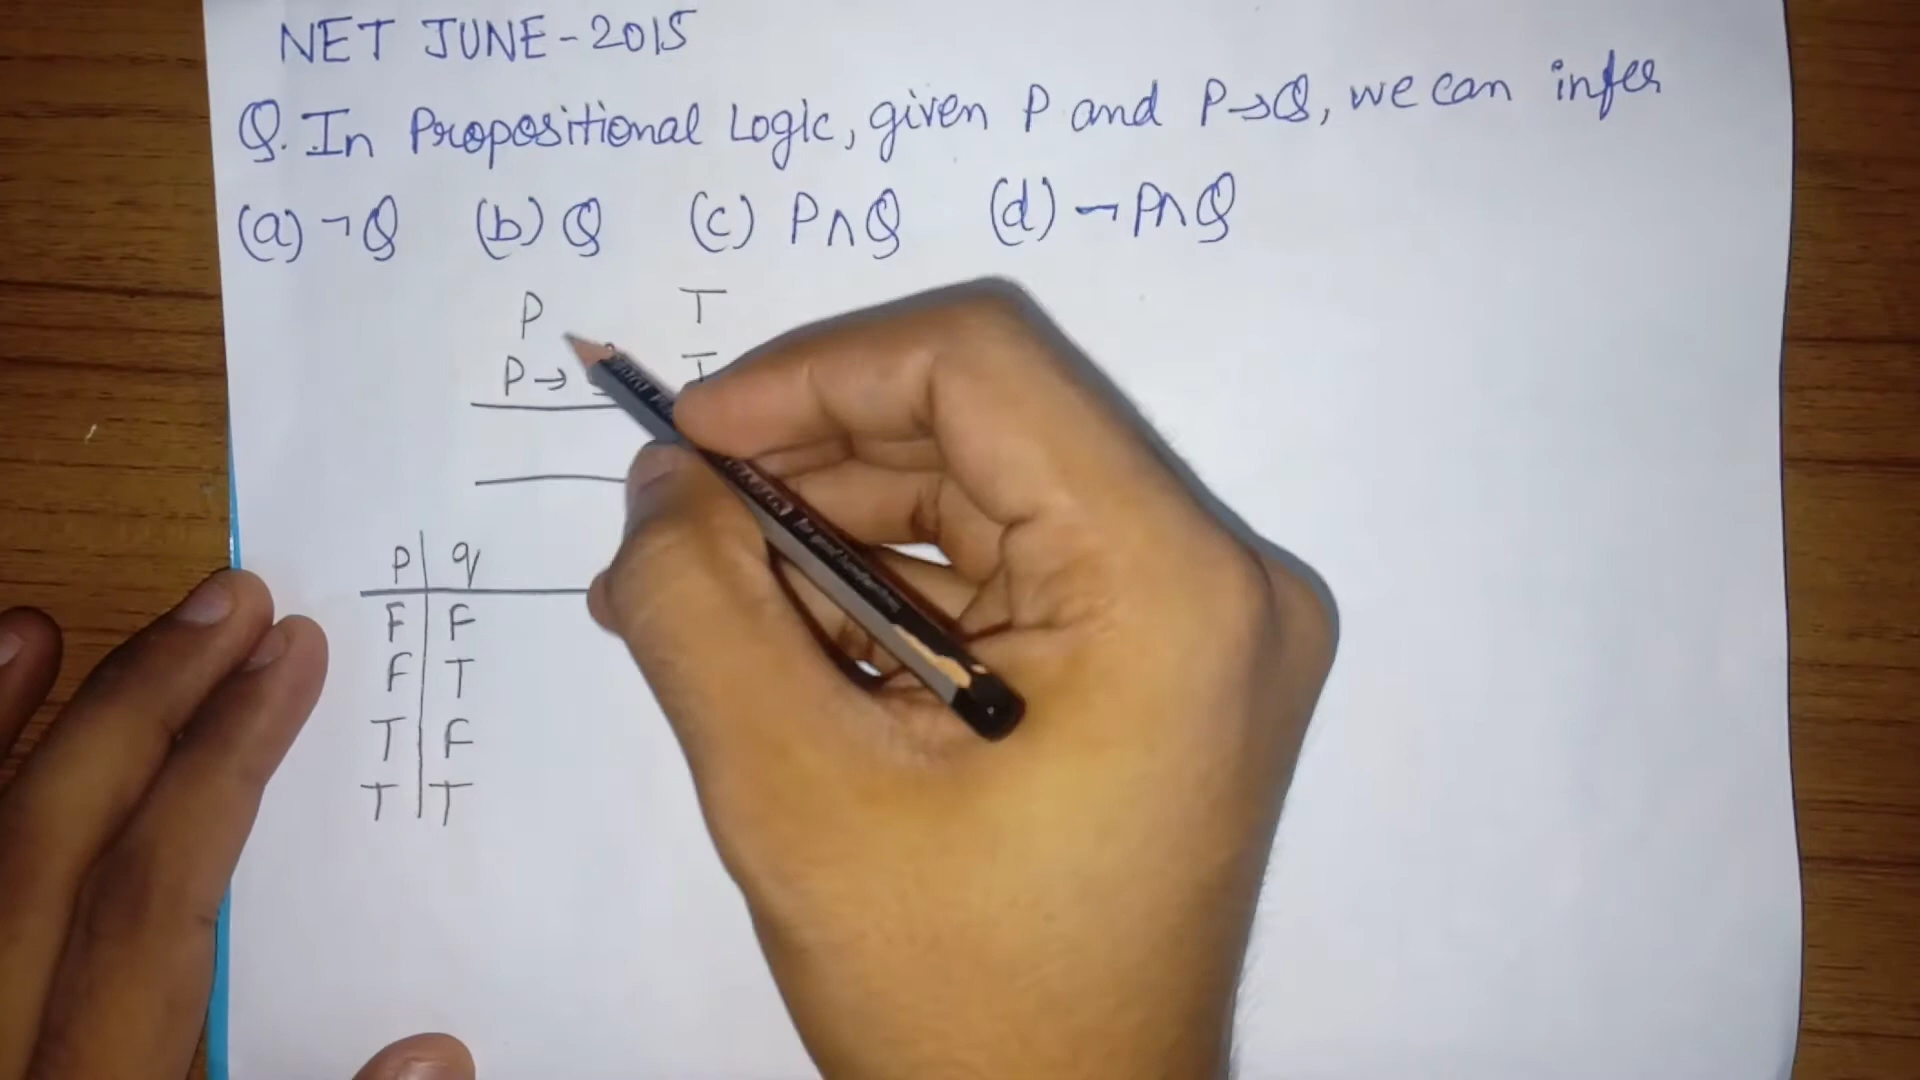 NET JUNE-2015
Q. In Propositional Logic, given P and P→Q, we can infer
(a) ¬Q (b) Q (c) P∧Q (d) ¬P∧Q
P T
P → T
P q
F F
F T
T F
T T